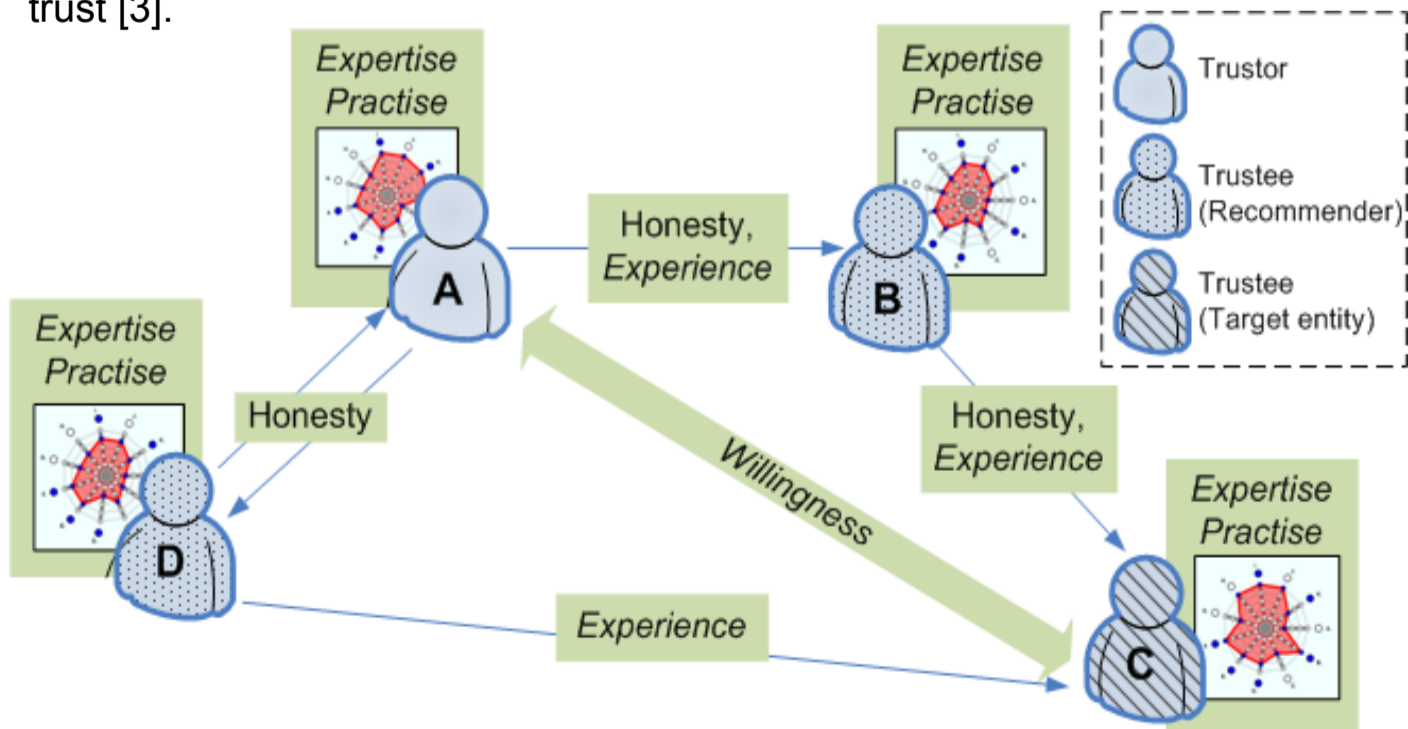 trust [3].
Expertise
Practise
A
Honesty,
Experience
Expertise
Practise
B
Trustor
Trustee
(Recommender)
Trustee
(Target entity)
Expertise
Practise
D
Honesty
Willingness
Honesty,
Experience
Experience
Expertise
Practise
C